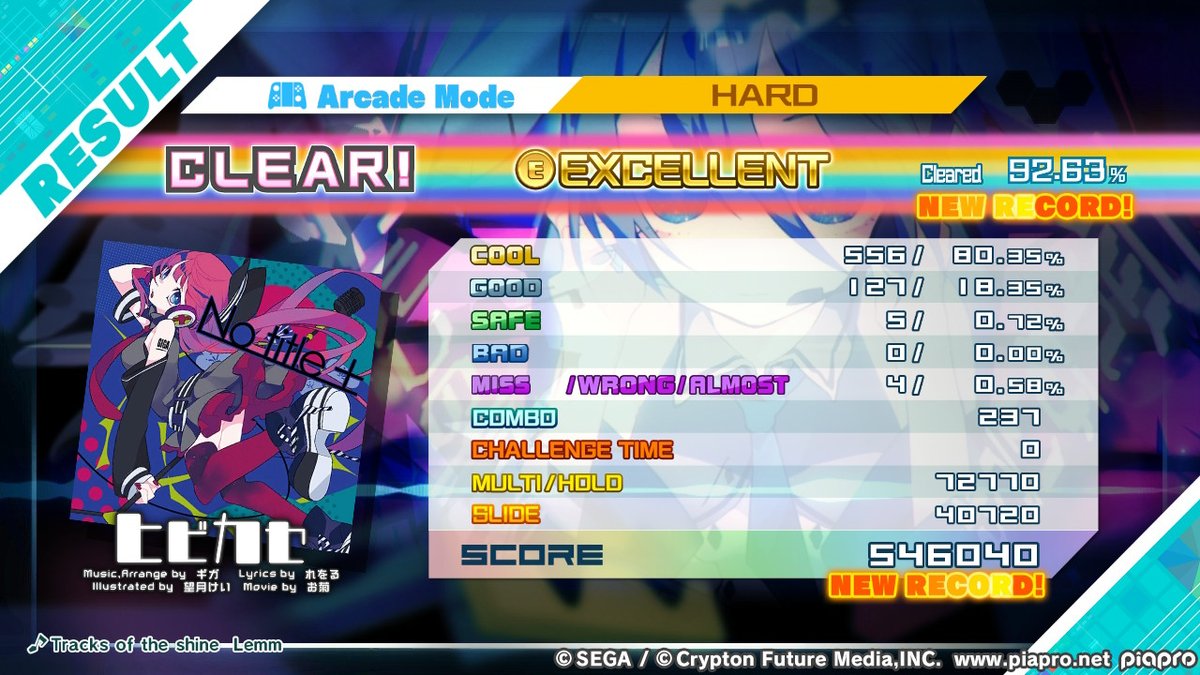 RESULT
Arcade Mode
HARD
CLEAR!
E EXCELLENT
Cleared 92.63%
NEW RECORD!
COOL 556/ 80.35%
GOOD 127/ 18.35%
SAFE 5/ 0.72%
BAD 0/ 0.00%
MISS /WRONG/ALMOST 4/ 0.58%
COMBO 237
CHALLENGE TIME 0
MULTI/HOLD 72770
SLIDE 40720
SCORE 546040
NEW RECORD!
No title +
GIGA
ヒビカセ
Music,Arrange by ギガ Lyrics by れをる
Illustrated by 望月けい Movie by お菊
♪Tracks of the shine Lemm
©SEGA / ©Crypton Future Media,INC. www.piapro.net piapro